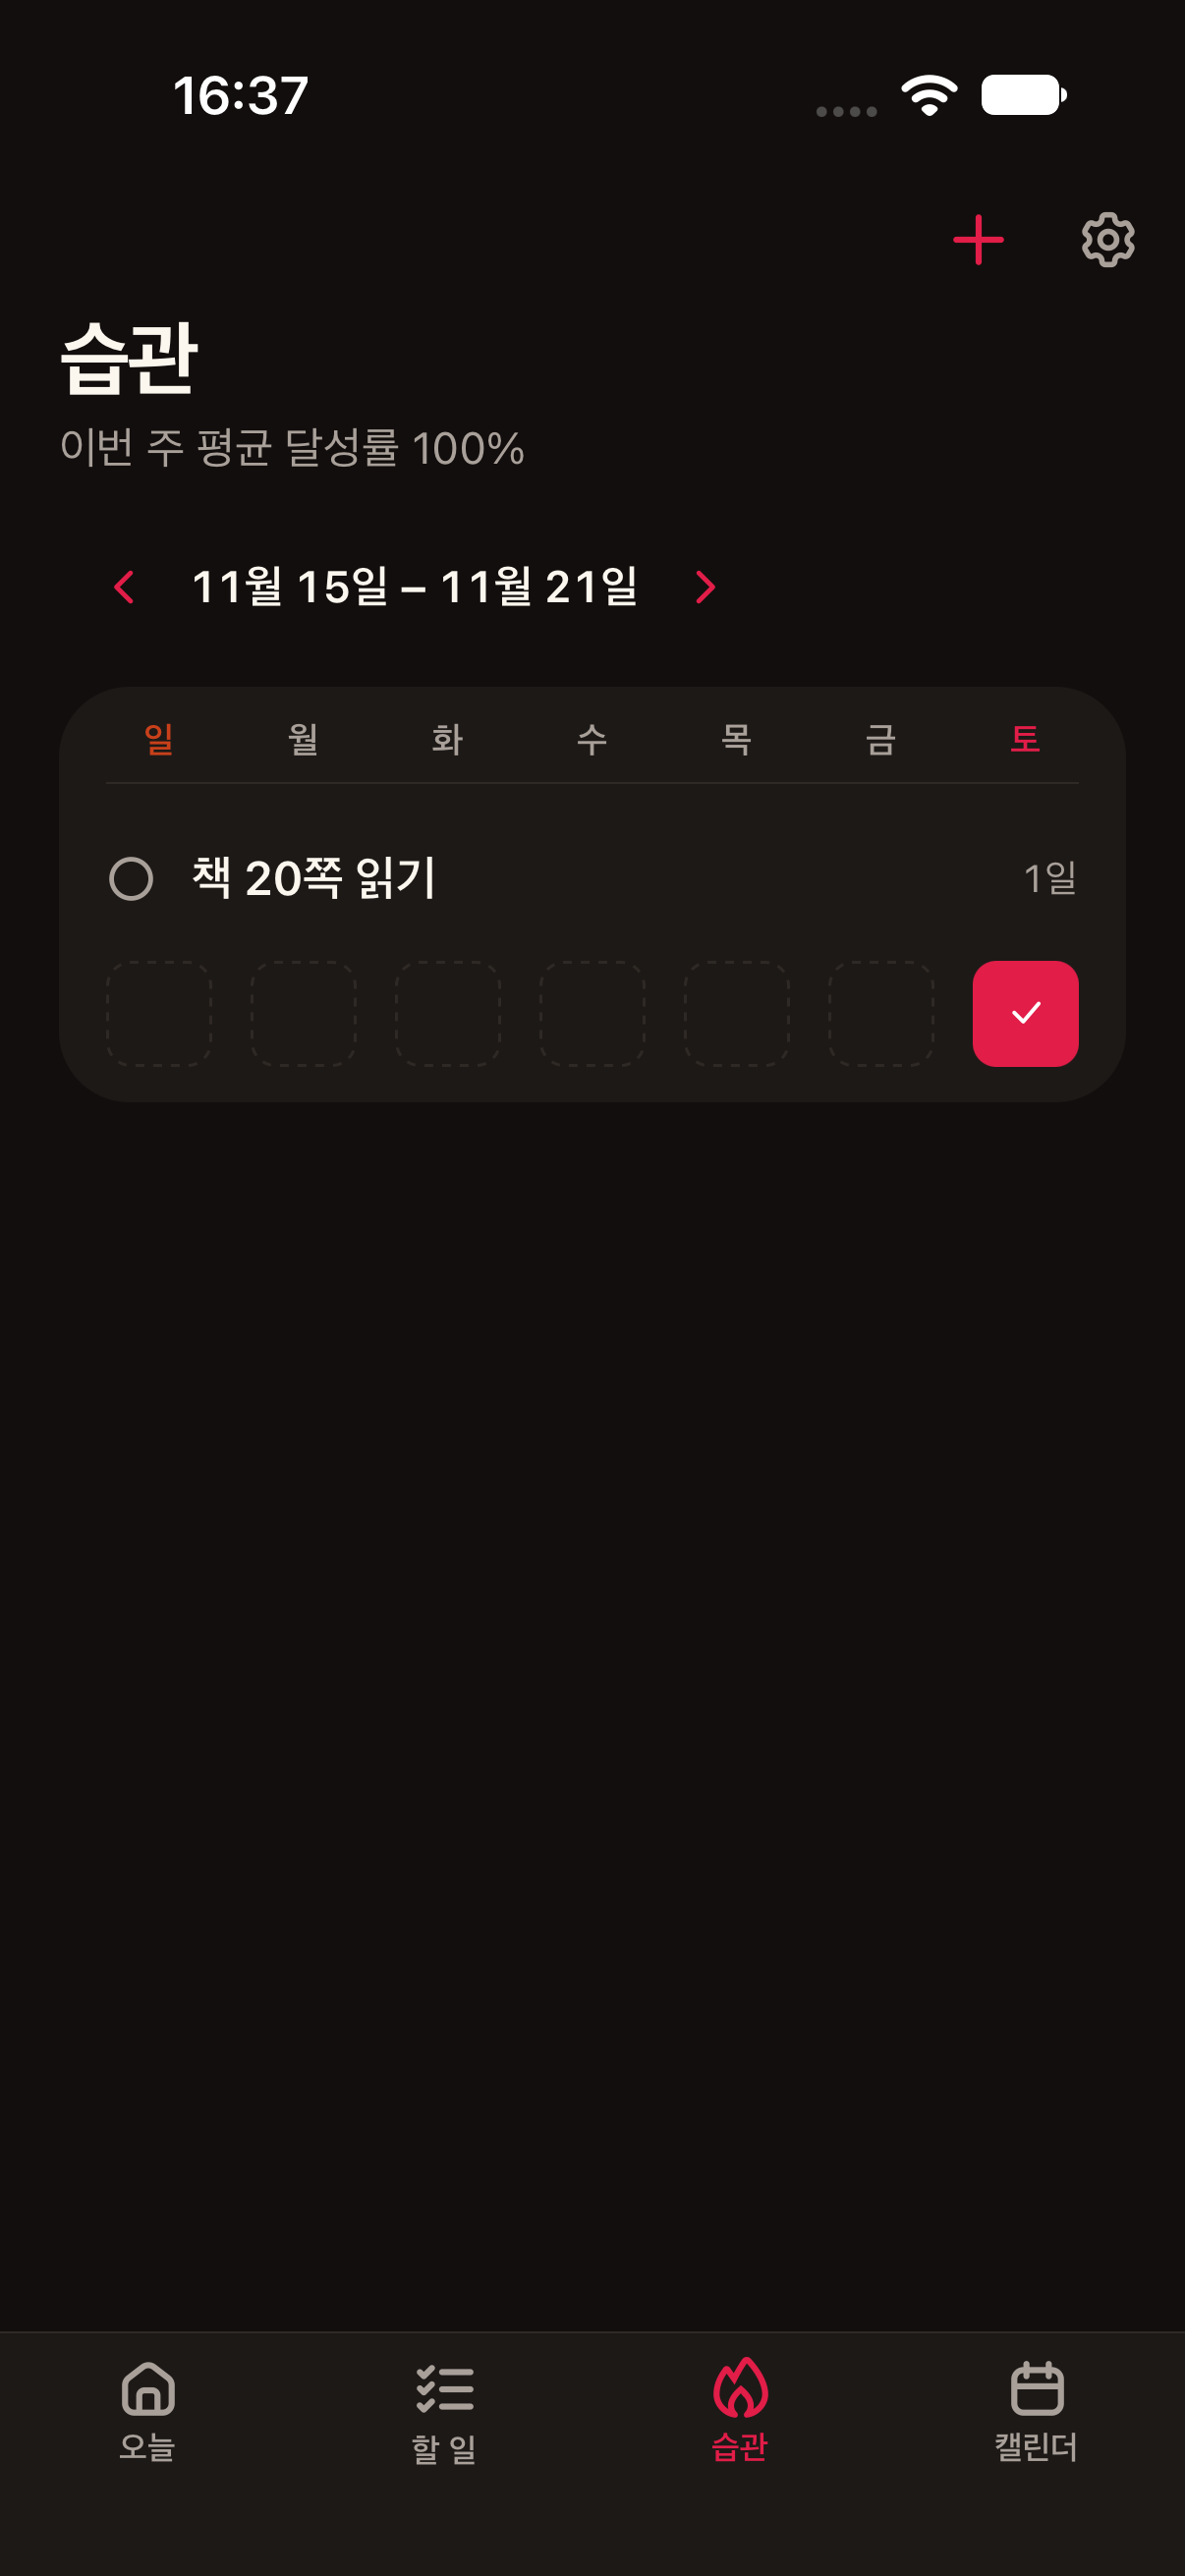 16:37
습관
이번 주 평균 달성률 100%
11월 15일 – 11월 21일
일 월 화 수 목 금 토
책 20쪽 읽기 1일
오늘 할 일 습관 캘린더